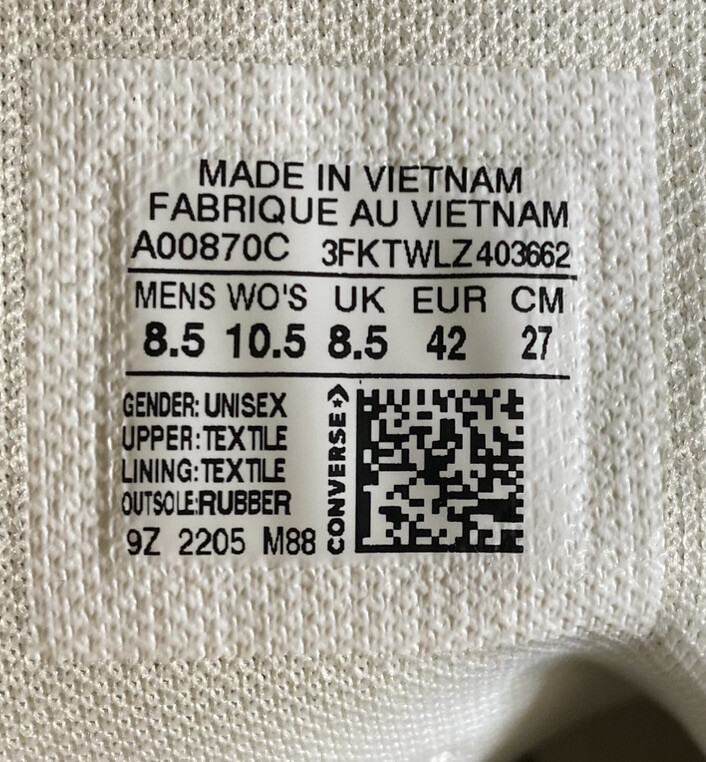 MADE IN VIETNAM
FABRIQUE AU VIETNAM
A00870C 3FKTWLZ403662
MENS WO'S UK EUR CM
8.5 10.5 8.5 42 27
GENDER: UNISEX
UPPER:TEXTILE
LINING:TEXTILE
OUTSOLE:RUBBER
9Z 2205 M88
CONVERSE